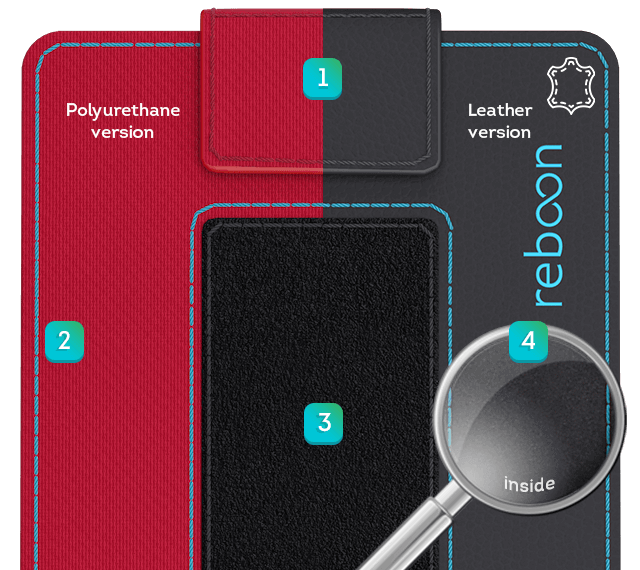 1
Polyurethane
version
Leather
version
reboon
2
4
3
inside